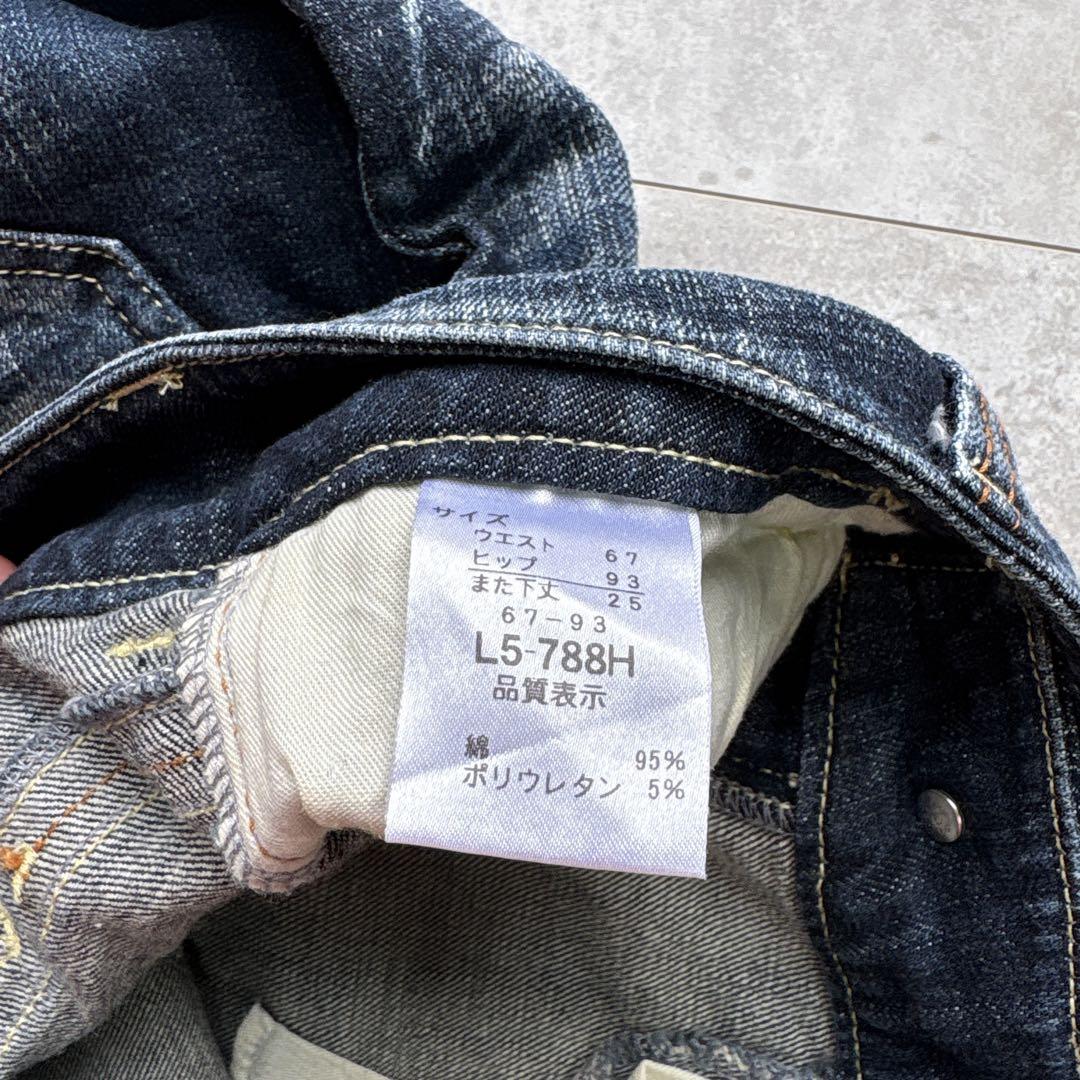 サイズ
ウエスト 67
ヒップ 93
また下丈 25
67-93
L5-788H
品質表示
綿 95%
ポリウレタン 5%